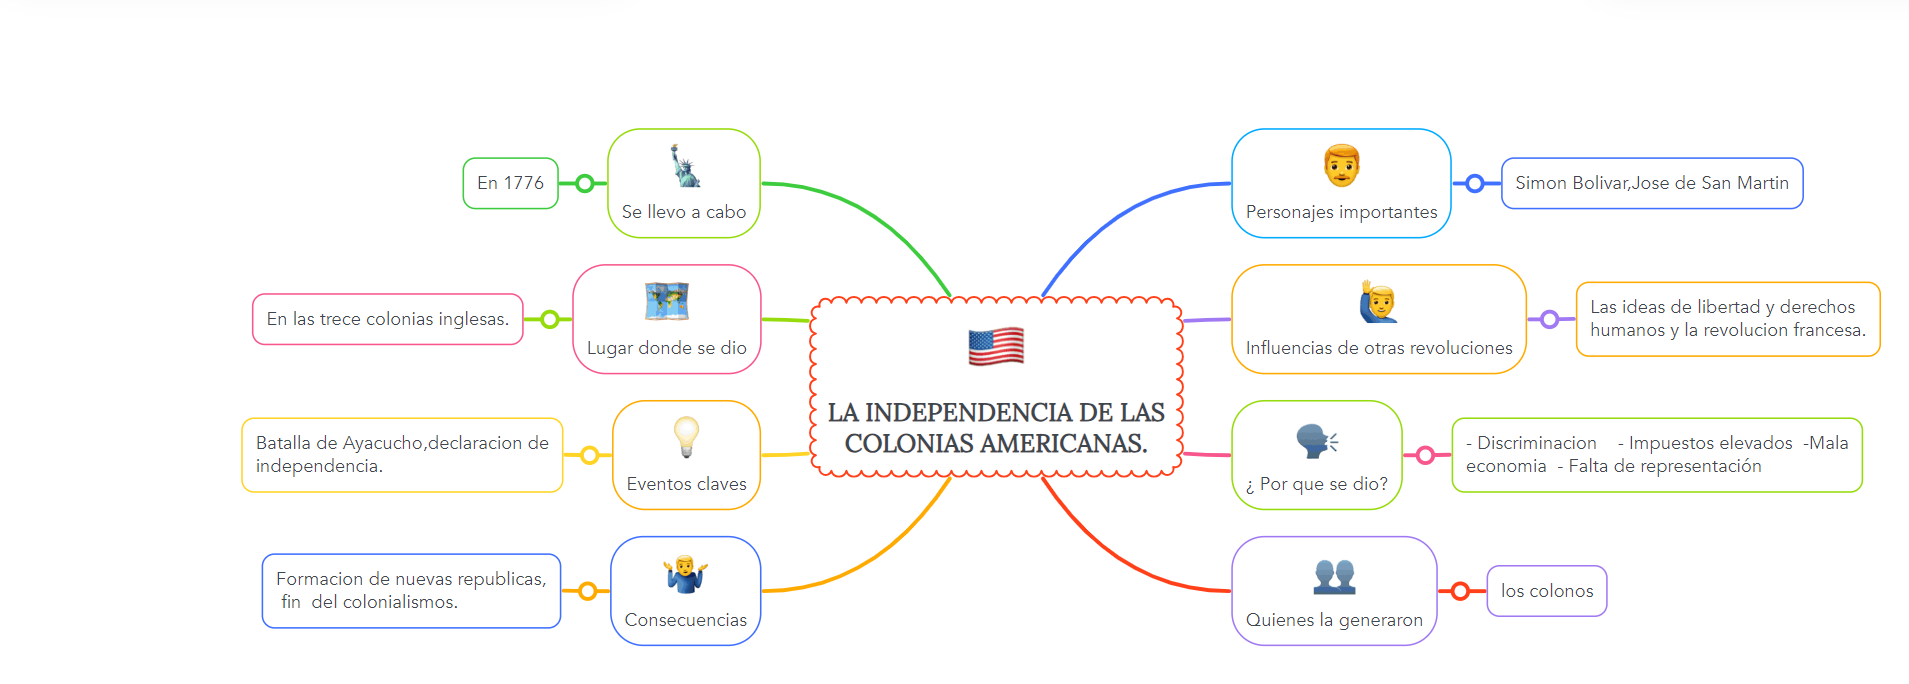 LA INDEPENDENCIA DE LAS
COLONIAS AMERICANAS.
Se llevo a cabo
En 1776
Lugar donde se dio
En las trece colonias inglesas.
Eventos claves
Batalla de Ayacucho,declaracion de
independencia.
Consecuencias
Formacion de nuevas republicas,
fin  del colonialismos.
Personajes importantes
Simon Bolivar,Jose de San Martin
Influencias de otras revoluciones
Las ideas de libertad y derechos
humanos y la revolucion francesa.
¿ Por que se dio?
- Discriminacion    - Impuestos elevados  -Mala
economia  - Falta de representación
Quienes la generaron
los colonos